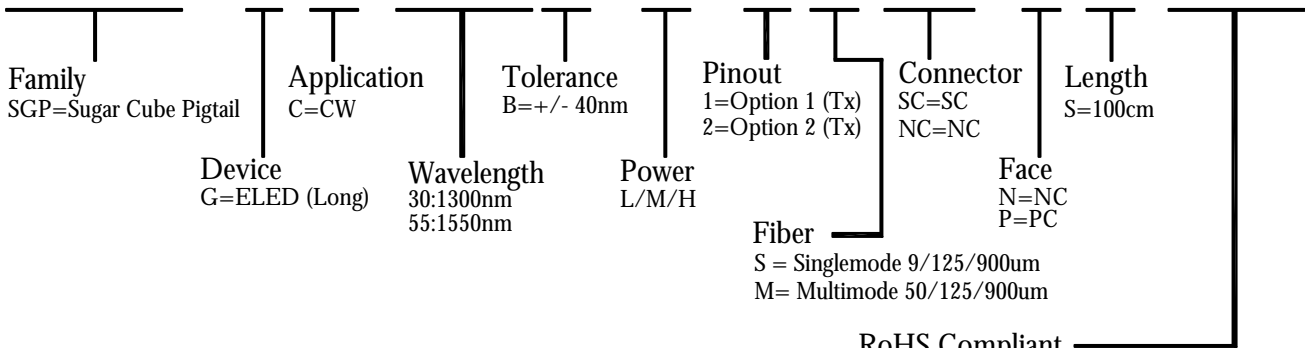 Family
SGP=Sugar Cube Pigtail
Device
G=ELED (Long)
Application
C=CW
Wavelength
30:1300nm
55:1550nm
Tolerance
B=+/- 40nm
Power
L/M/H
Pinout
1=Option 1 (Tx)
2=Option 2 (Tx)
Fiber
S = Singlemode 9/125/900um
M= Multimode 50/125/900um
Connector
SC=SC
NC=NC
Face
N=NC
P=PC
Length
S=100cm
RoHS Compliant